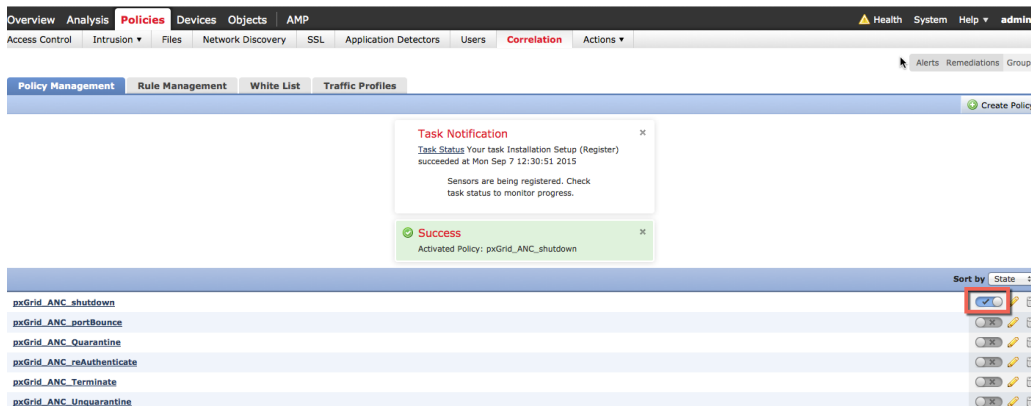 Overview Analysis Policies Devices Objects AMP Health System Help admin
Access Control Intrusion Files Network Discovery SSL Application Detectors Users Correlation Actions
Alerts Remediations Group
Policy Management Rule Management White List Traffic Profiles
Create Policy
Task Notification
Task Status Your task Installation Setup (Register)
succeeded at Mon Sep 7 12:30:51 2015
Sensors are being registered. Check
task status to monitor progress.
Success
Activated Policy: pxGrid_ANC_shutdown
Sort by State
pxGrid_ANC_shutdown
pxGrid_ANC_portBounce
pxGrid_ANC_Quarantine
pxGrid_ANC_reAuthenticate
pxGrid_ANC_Terminate
pxGrid_ANC_Unquarantine